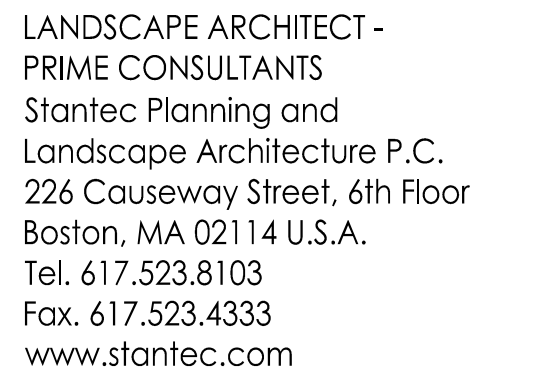 LANDSCAPE ARCHITECT -
PRIME CONSULTANTS
Stantec Planning and
Landscape Architecture P.C.
226 Causeway Street, 6th Floor
Boston, MA 02114 U.S.A.
Tel. 617.523.8103
Fax. 617.523.4333
www.stantec.com